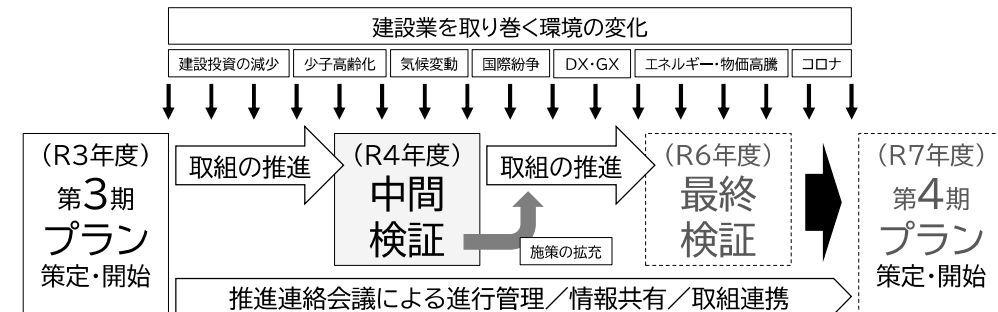 建設業を取り巻く環境の変化
建設投資の減少
少子高齢化
気候変動
国際紛争
DX・GX
エネルギー・物価高騰
コロナ
（R3年度）
第3期
プラン
策定・開始
取組の推進
（R4年度）
中間
検証
取組の推進
施策の拡充
（R6年度）
最終
検証
（R7年度）
第4期
プラン
策定・開始
推進連絡会議による進行管理／情報共有／取組連携